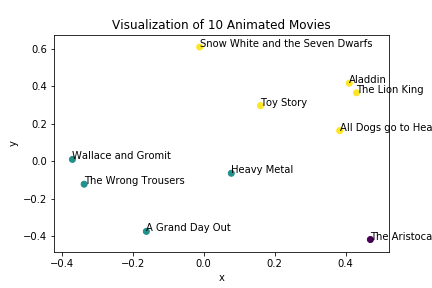 Visualization of 10 Animated Movies
0.6
0.4
0.2
0.0
−0.2
−0.4
y
Snow White and the Seven Dwarfs
Aladdin
The Lion King
Toy Story
All Dogs go to Hea
Wallace and Gromit
Heavy Metal
The Wrong Trousers
A Grand Day Out
The Aristoca
−0.4
−0.2
0.0
0.2
0.4
x